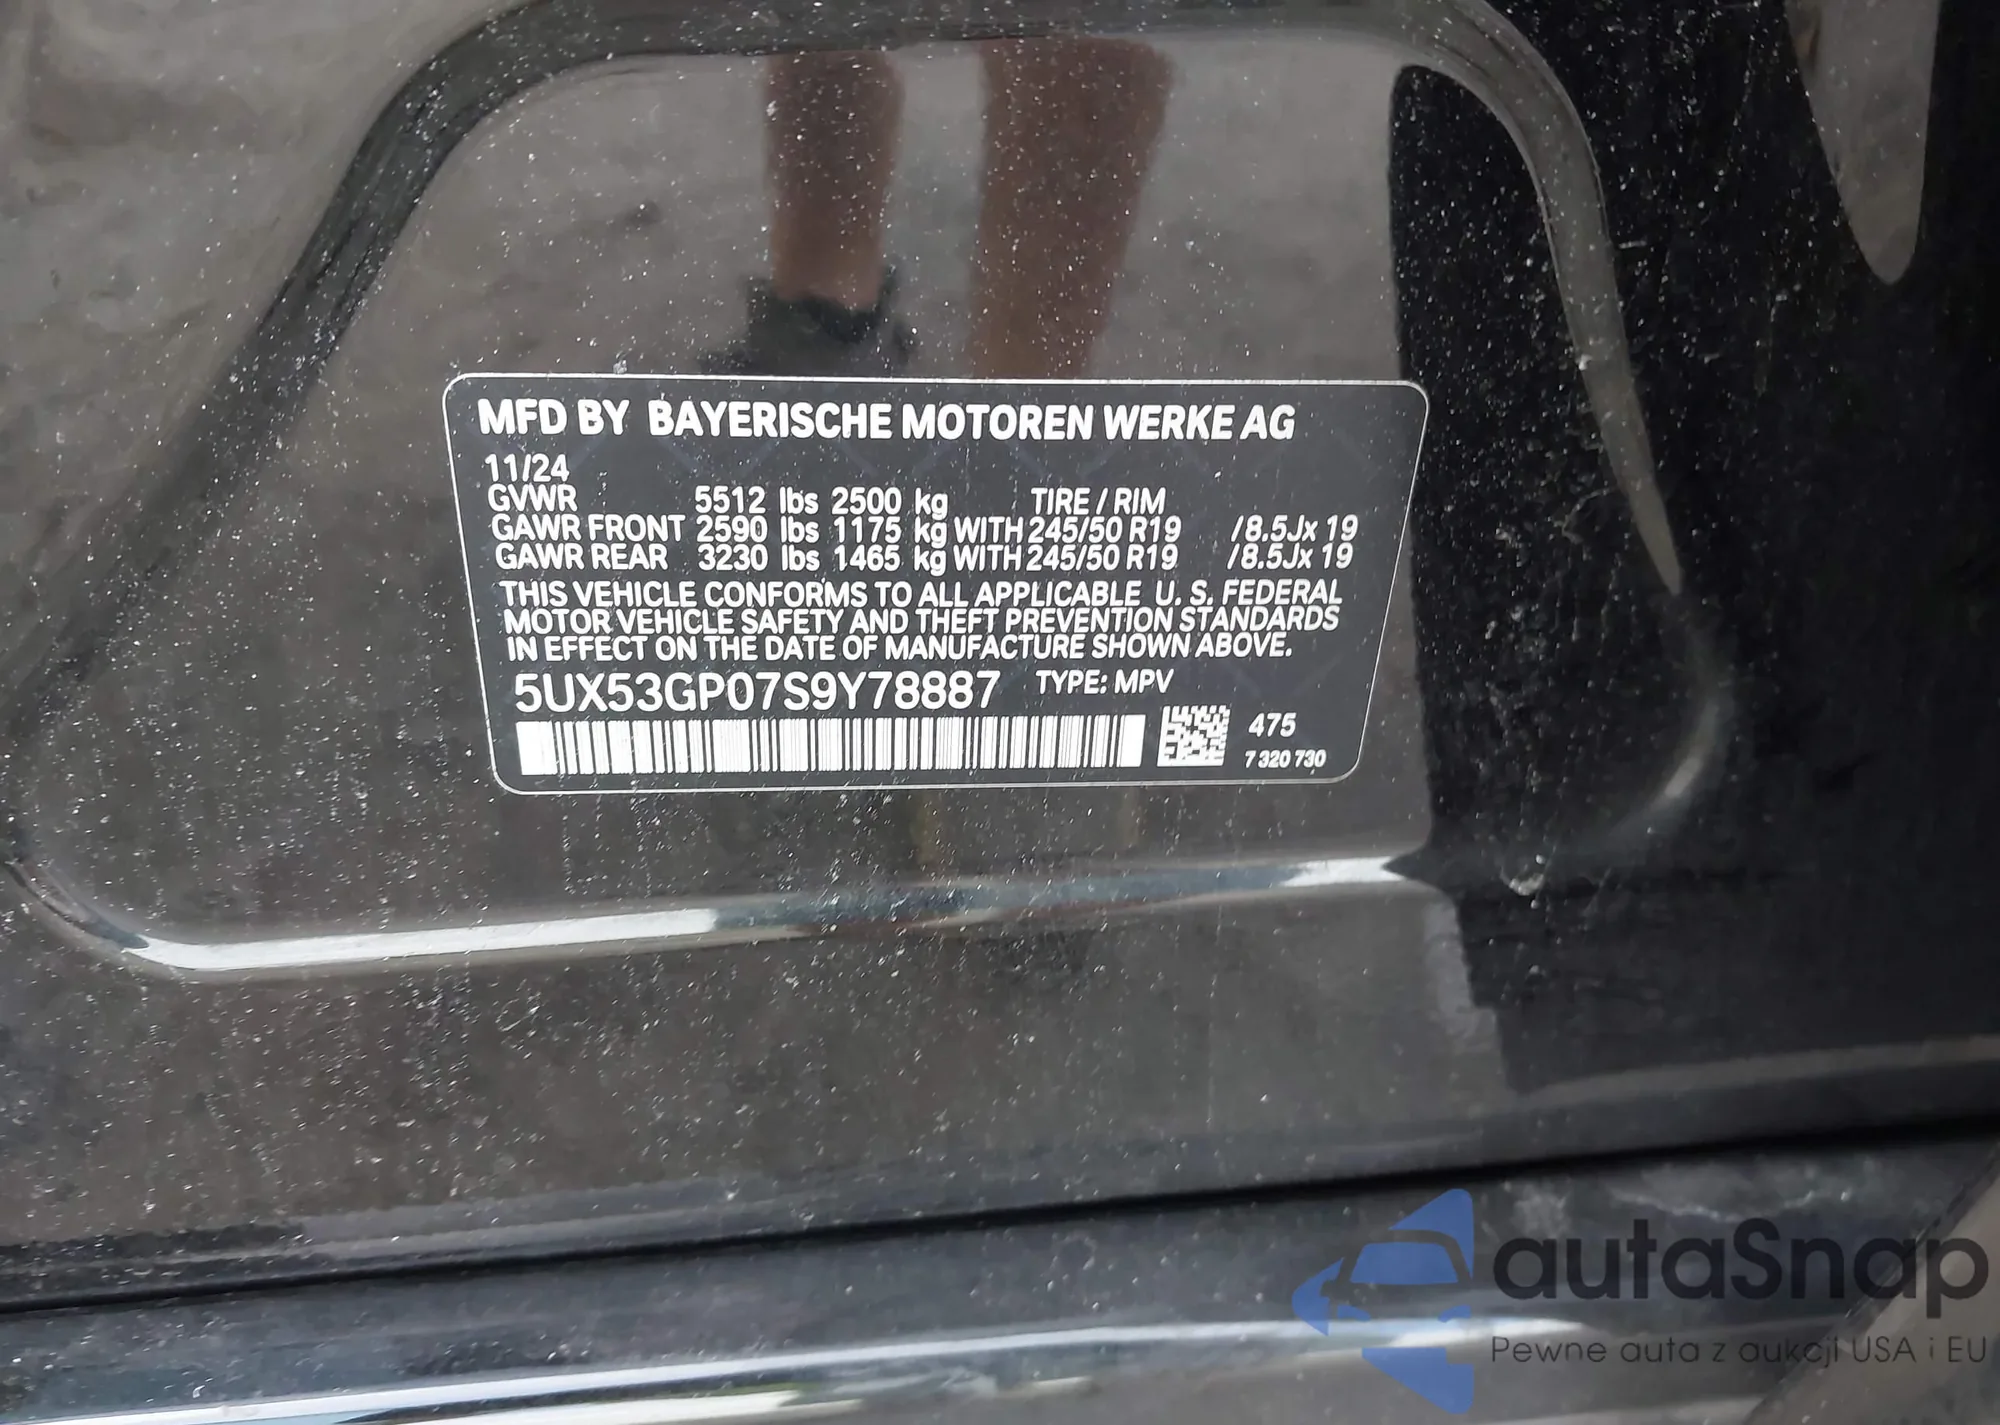 MFD BY BAYERISCHE MOTOREN WERKE AG
11/24
GVWR 5512 lbs 2500 kg TIRE / RIM
GAWR FRONT 2590 lbs 1175 kg WITH 245/50 R19 /8.5Jx 19
GAWR REAR 3230 lbs 1465 kg WITH 245/50 R19 /8.5Jx 19
THIS VEHICLE CONFORMS TO ALL APPLICABLE U. S. FEDERAL
MOTOR VEHICLE SAFETY AND THEFT PREVENTION STANDARDS
IN EFFECT ON THE DATE OF MANUFACTURE SHOWN ABOVE.
5UX53GP07S9Y78887 TYPE: MPV
475
7 320 730
autaSnap
Pewne auta z aukcji USA i EU